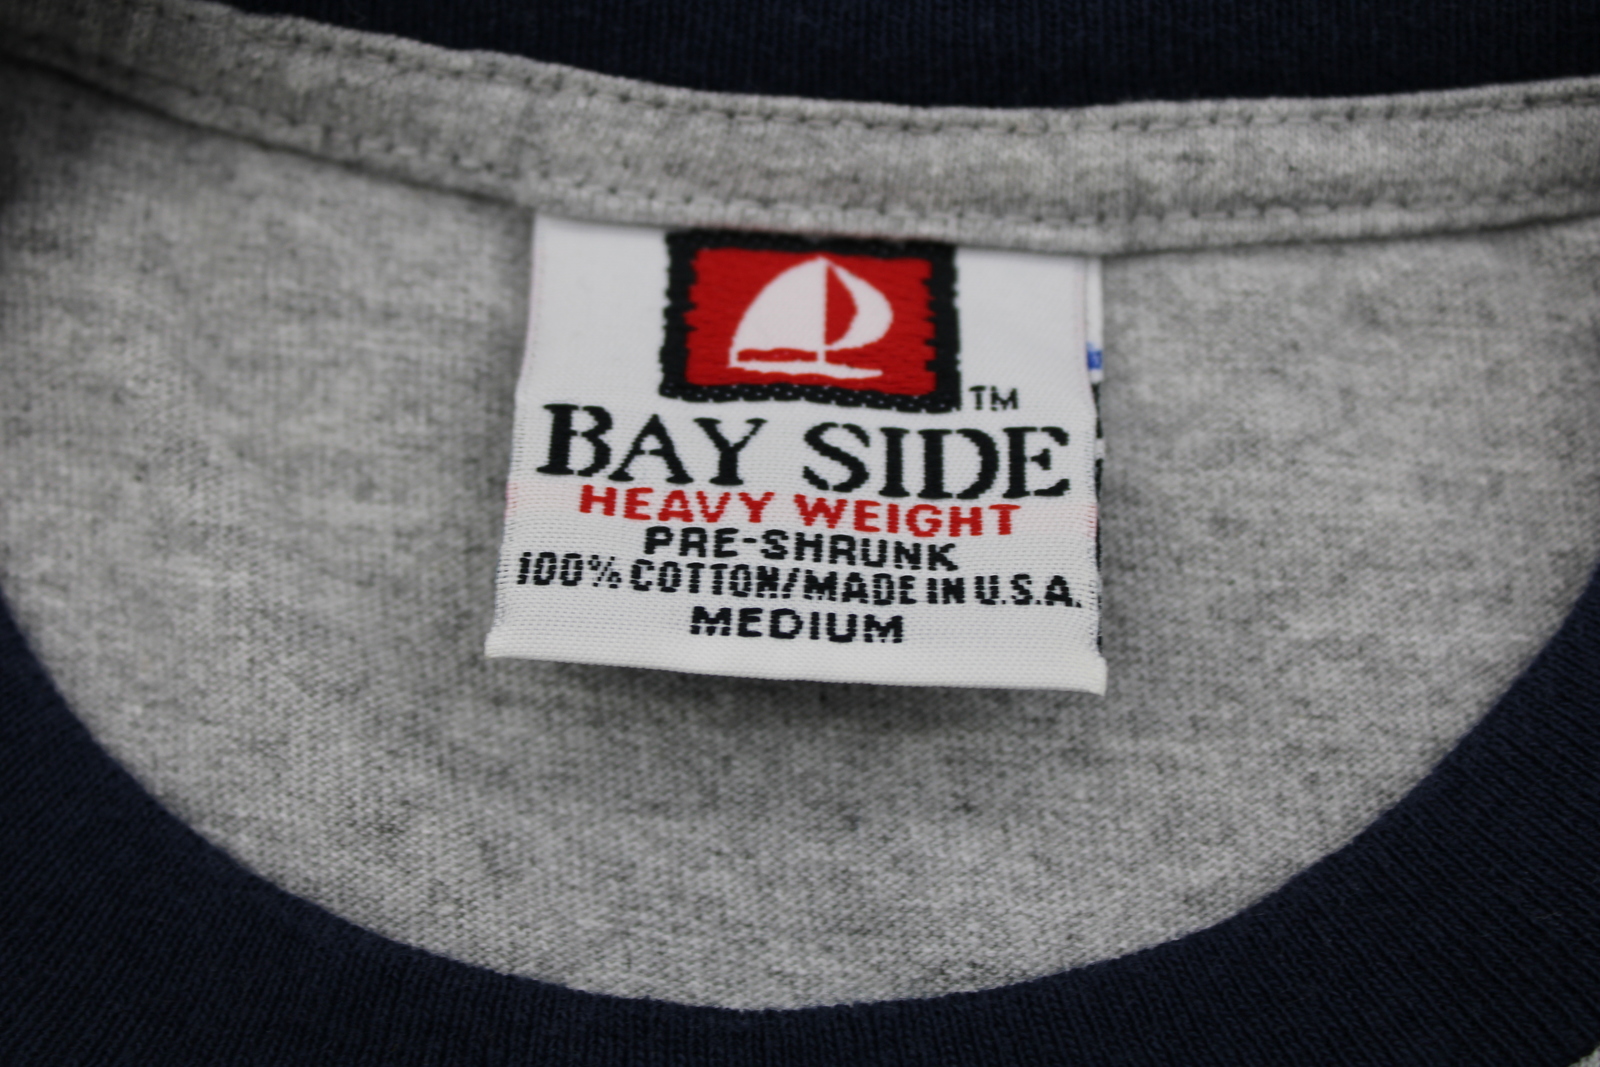 TM
BAY SIDE
HEAVY WEIGHT
PRE-SHRUNK
100% COTTON/MADE IN U.S.A.
MEDIUM